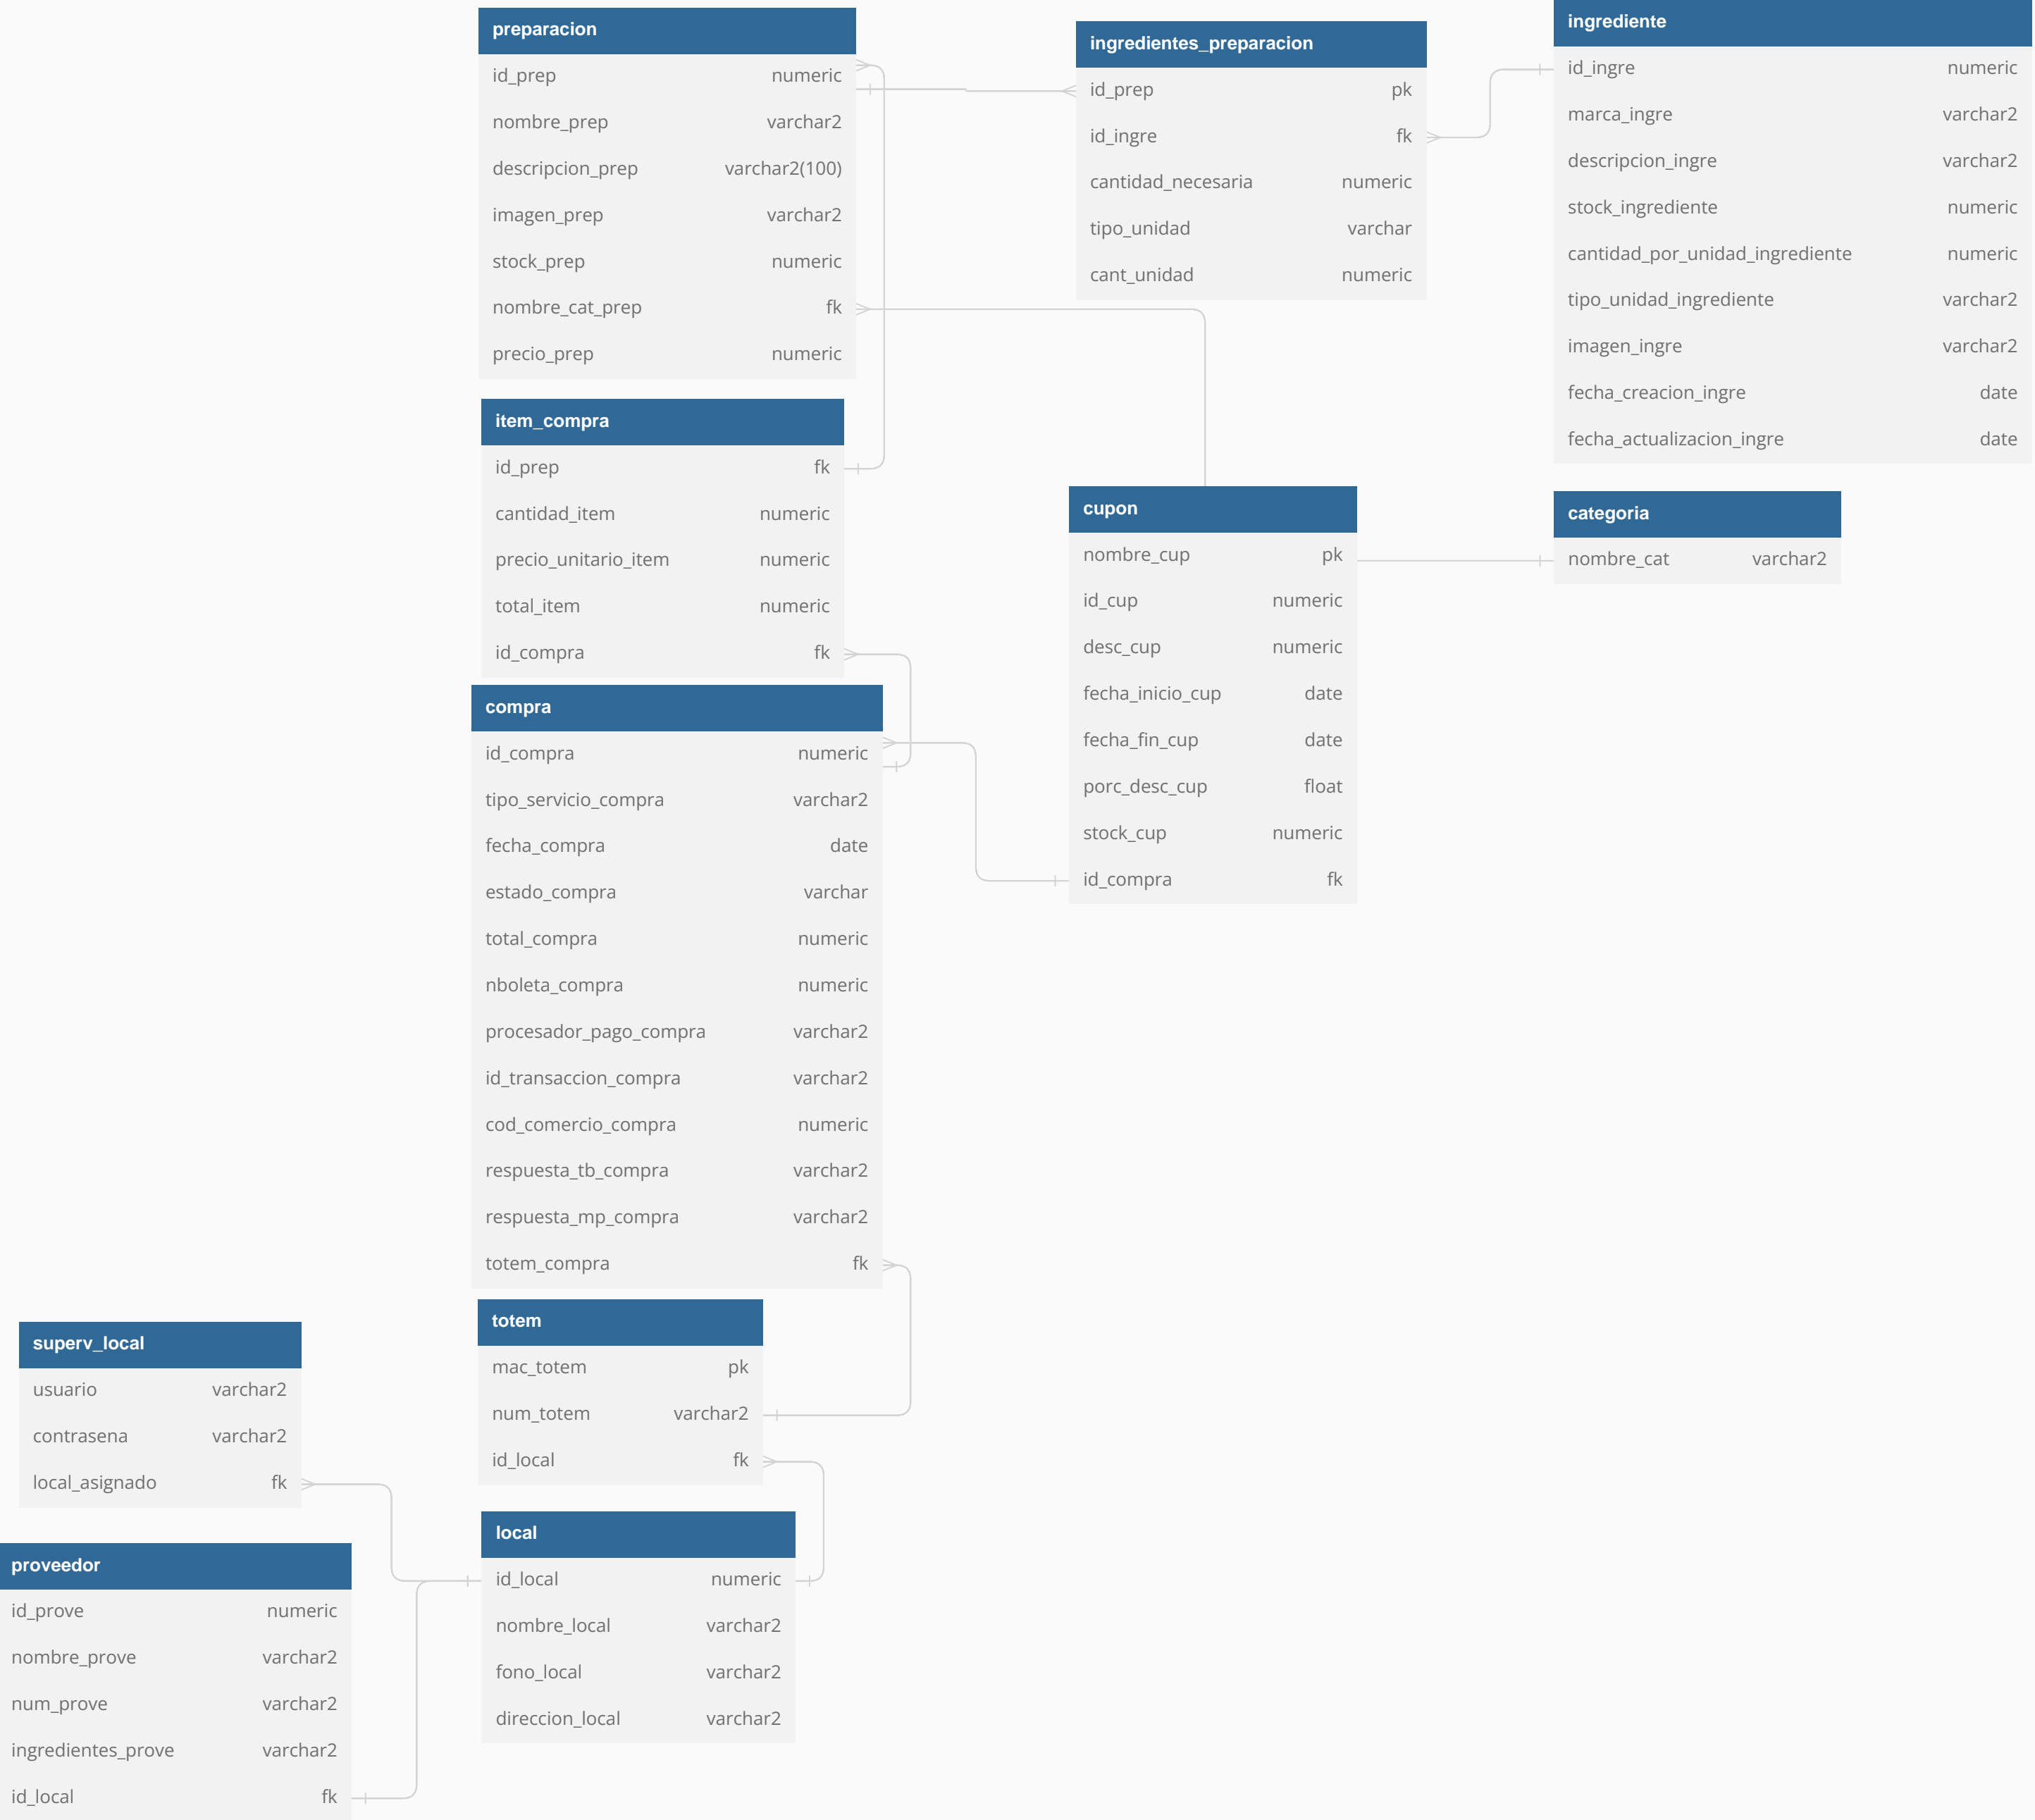 preparacion
id_prep numeric
nombre_prep varchar2
descripcion_prep varchar2(100)
imagen_prep varchar2
stock_prep numeric
nombre_cat_prep fk
precio_prep numeric
ingredientes_preparacion
id_prep pk
id_ingre fk
cantidad_necesaria numeric
tipo_unidad varchar
cant_unidad numeric
ingrediente
id_ingre numeric
marca_ingre varchar2
descripcion_ingre varchar2
stock_ingrediente numeric
cantidad_por_unidad_ingrediente numeric
tipo_unidad_ingrediente varchar2
imagen_ingre varchar2
fecha_creacion_ingre date
fecha_actualizacion_ingre date
item_compra
id_prep fk
cantidad_item numeric
precio_unitario_item numeric
total_item numeric
id_compra fk
cupon
nombre_cup pk
id_cup numeric
desc_cup numeric
fecha_inicio_cup date
fecha_fin_cup date
porc_desc_cup float
stock_cup numeric
id_compra fk
categoria
nombre_cat varchar2
compra
id_compra numeric
tipo_servicio_compra varchar2
fecha_compra date
estado_compra varchar
total_compra numeric
nboleta_compra numeric
procesador_pago_compra varchar2
id_transaccion_compra varchar2
cod_comercio_compra numeric
respuesta_tb_compra varchar2
respuesta_mp_compra varchar2
totem_compra fk
totem
mac_totem pk
num_totem varchar2
id_local fk
superv_local
usuario varchar2
contrasena varchar2
local_asignado fk
local
id_local numeric
nombre_local varchar2
fono_local varchar2
direccion_local varchar2
proveedor
id_prove numeric
nombre_prove varchar2
num_prove varchar2
ingredientes_prove varchar2
id_local fk